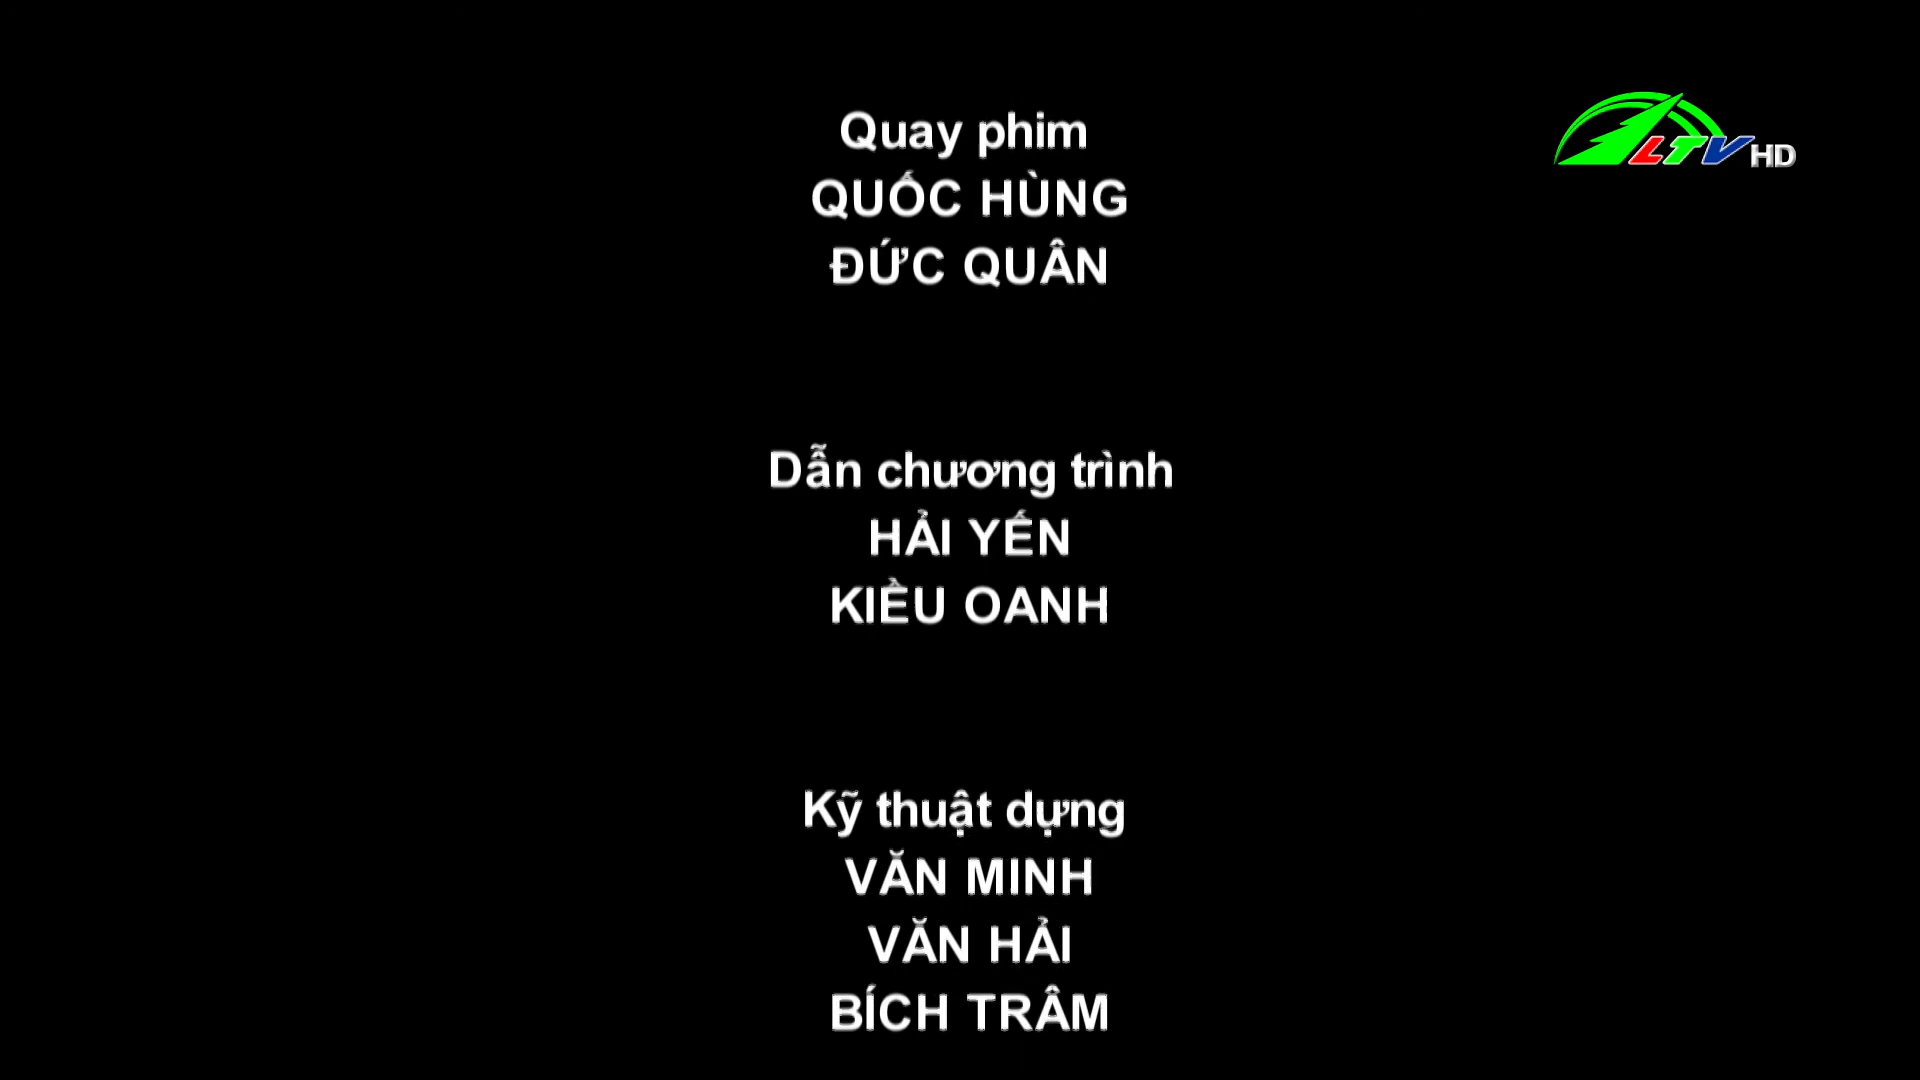 Quay phim
QUỐC HÙNG
ĐỨC QUÂN
LTV HD
Dẫn chương trình
HẢI YẾN
KIỀU OANH
Kỹ thuật dựng
VĂN MINH
VĂN HẢI
BÍCH TRÂM